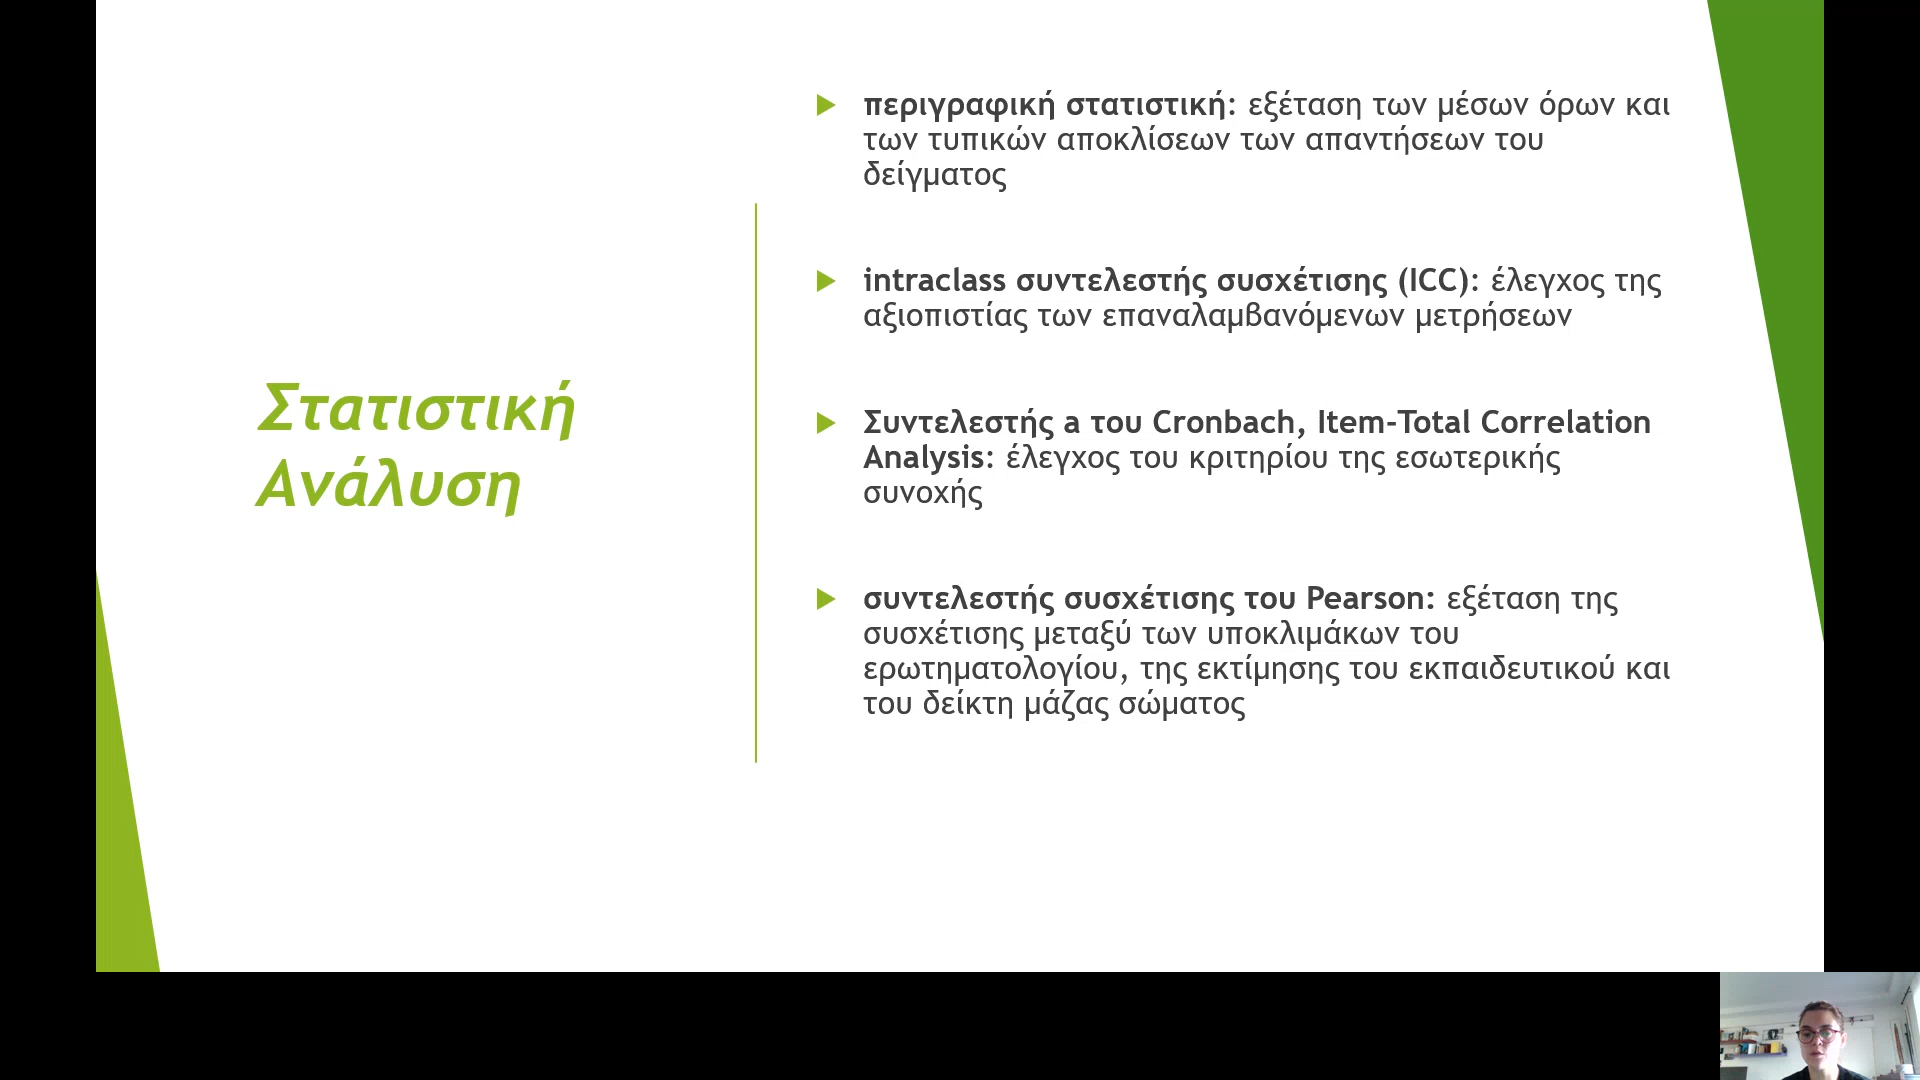 Στατιστική
Ανάλυση
περιγραφική στατιστική: εξέταση των μέσων όρων και
των τυπικών αποκλίσεων των απαντήσεων του
δείγματος
intraclass συντελεστής συσχέτισης (ICC): έλεγχος της
αξιοπιστίας των επαναλαμβανόμενων μετρήσεων
Συντελεστής a του Cronbach, Item-Total Correlation
Analysis: έλεγχος του κριτηρίου της εσωτερικής
συνοχής
συντελεστής συσχέτισης του Pearson: εξέταση της
συσχέτισης μεταξύ των υποκλιμάκων του
ερωτηματολογίου, της εκτίμησης του εκπαιδευτικού και
του δείκτη μάζας σώματος